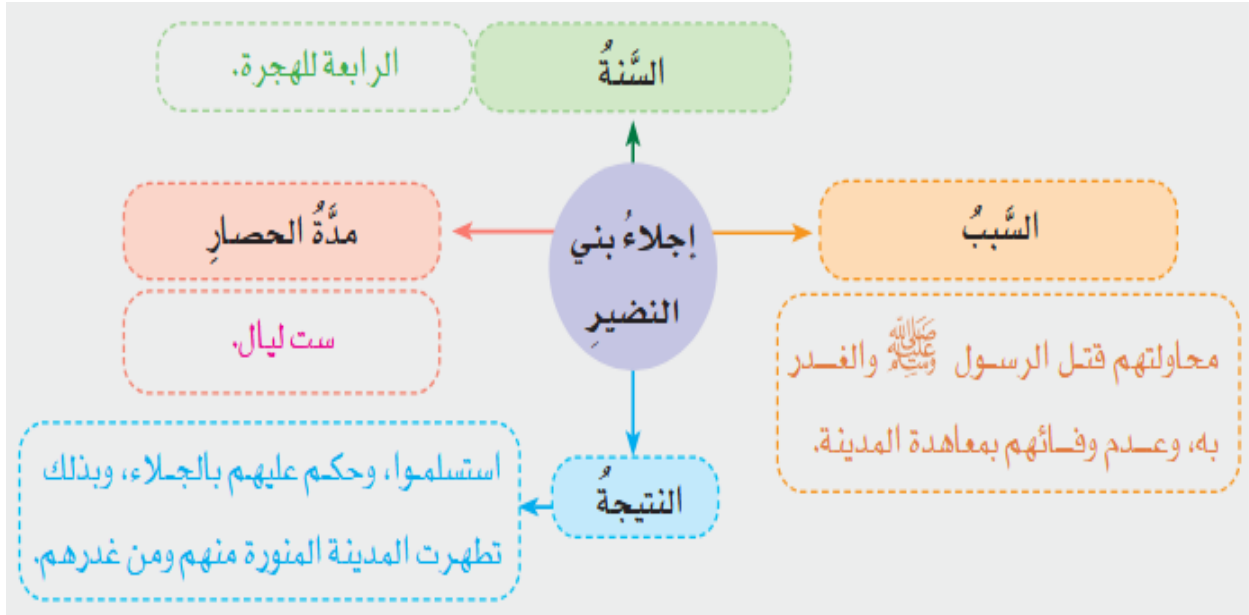 السَّنةُ
الرابعة للهجرة.
إجلاءُ بني
النضيرِ
السَّببُ
محاولتهم قتل الرسول ﷺ والغدر
به، وعدم وفائهم بمعاهدة المدينة.
مدَّةُ الحصارِ
ست ليال.
النتيجةُ
استسلموا، وحكم عليهم بالجلاء، وبذلك
تطهرت المدينة المنورة منهم ومن غدرهم.